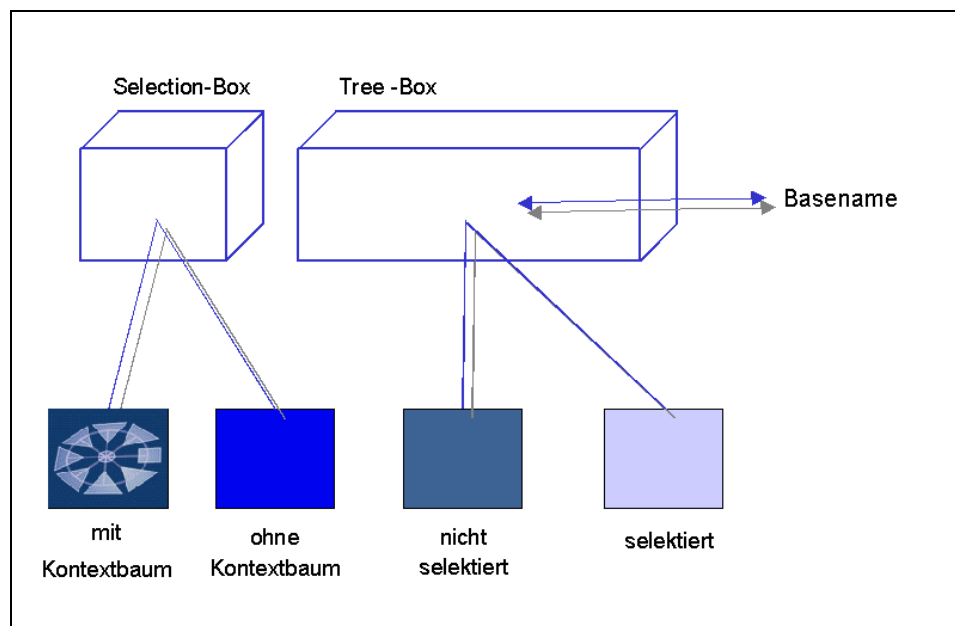 Selection-Box
Tree -Box
Basename
mit
Kontextbaum
ohne
Kontextbaum
nicht
selektiert
selektiert